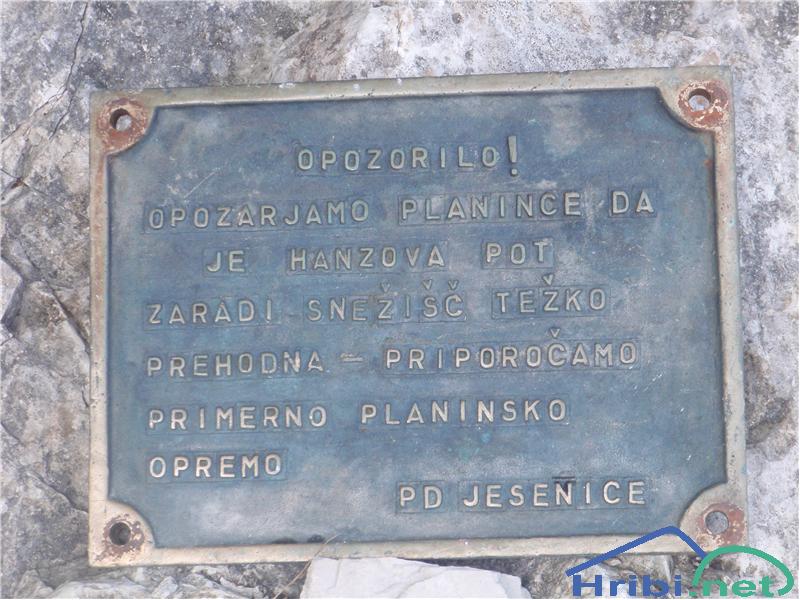 OPOZORILO!
OPOZARJAMO PLANINCE DA
JE HANZOVA POT
ZARADI SNEŽIŠČ TEŽKO
PREHODNA – PRIPOROČAMO
PRIMERNO PLANINSKO
OPREMO
PD JESENICE
Hribi.net